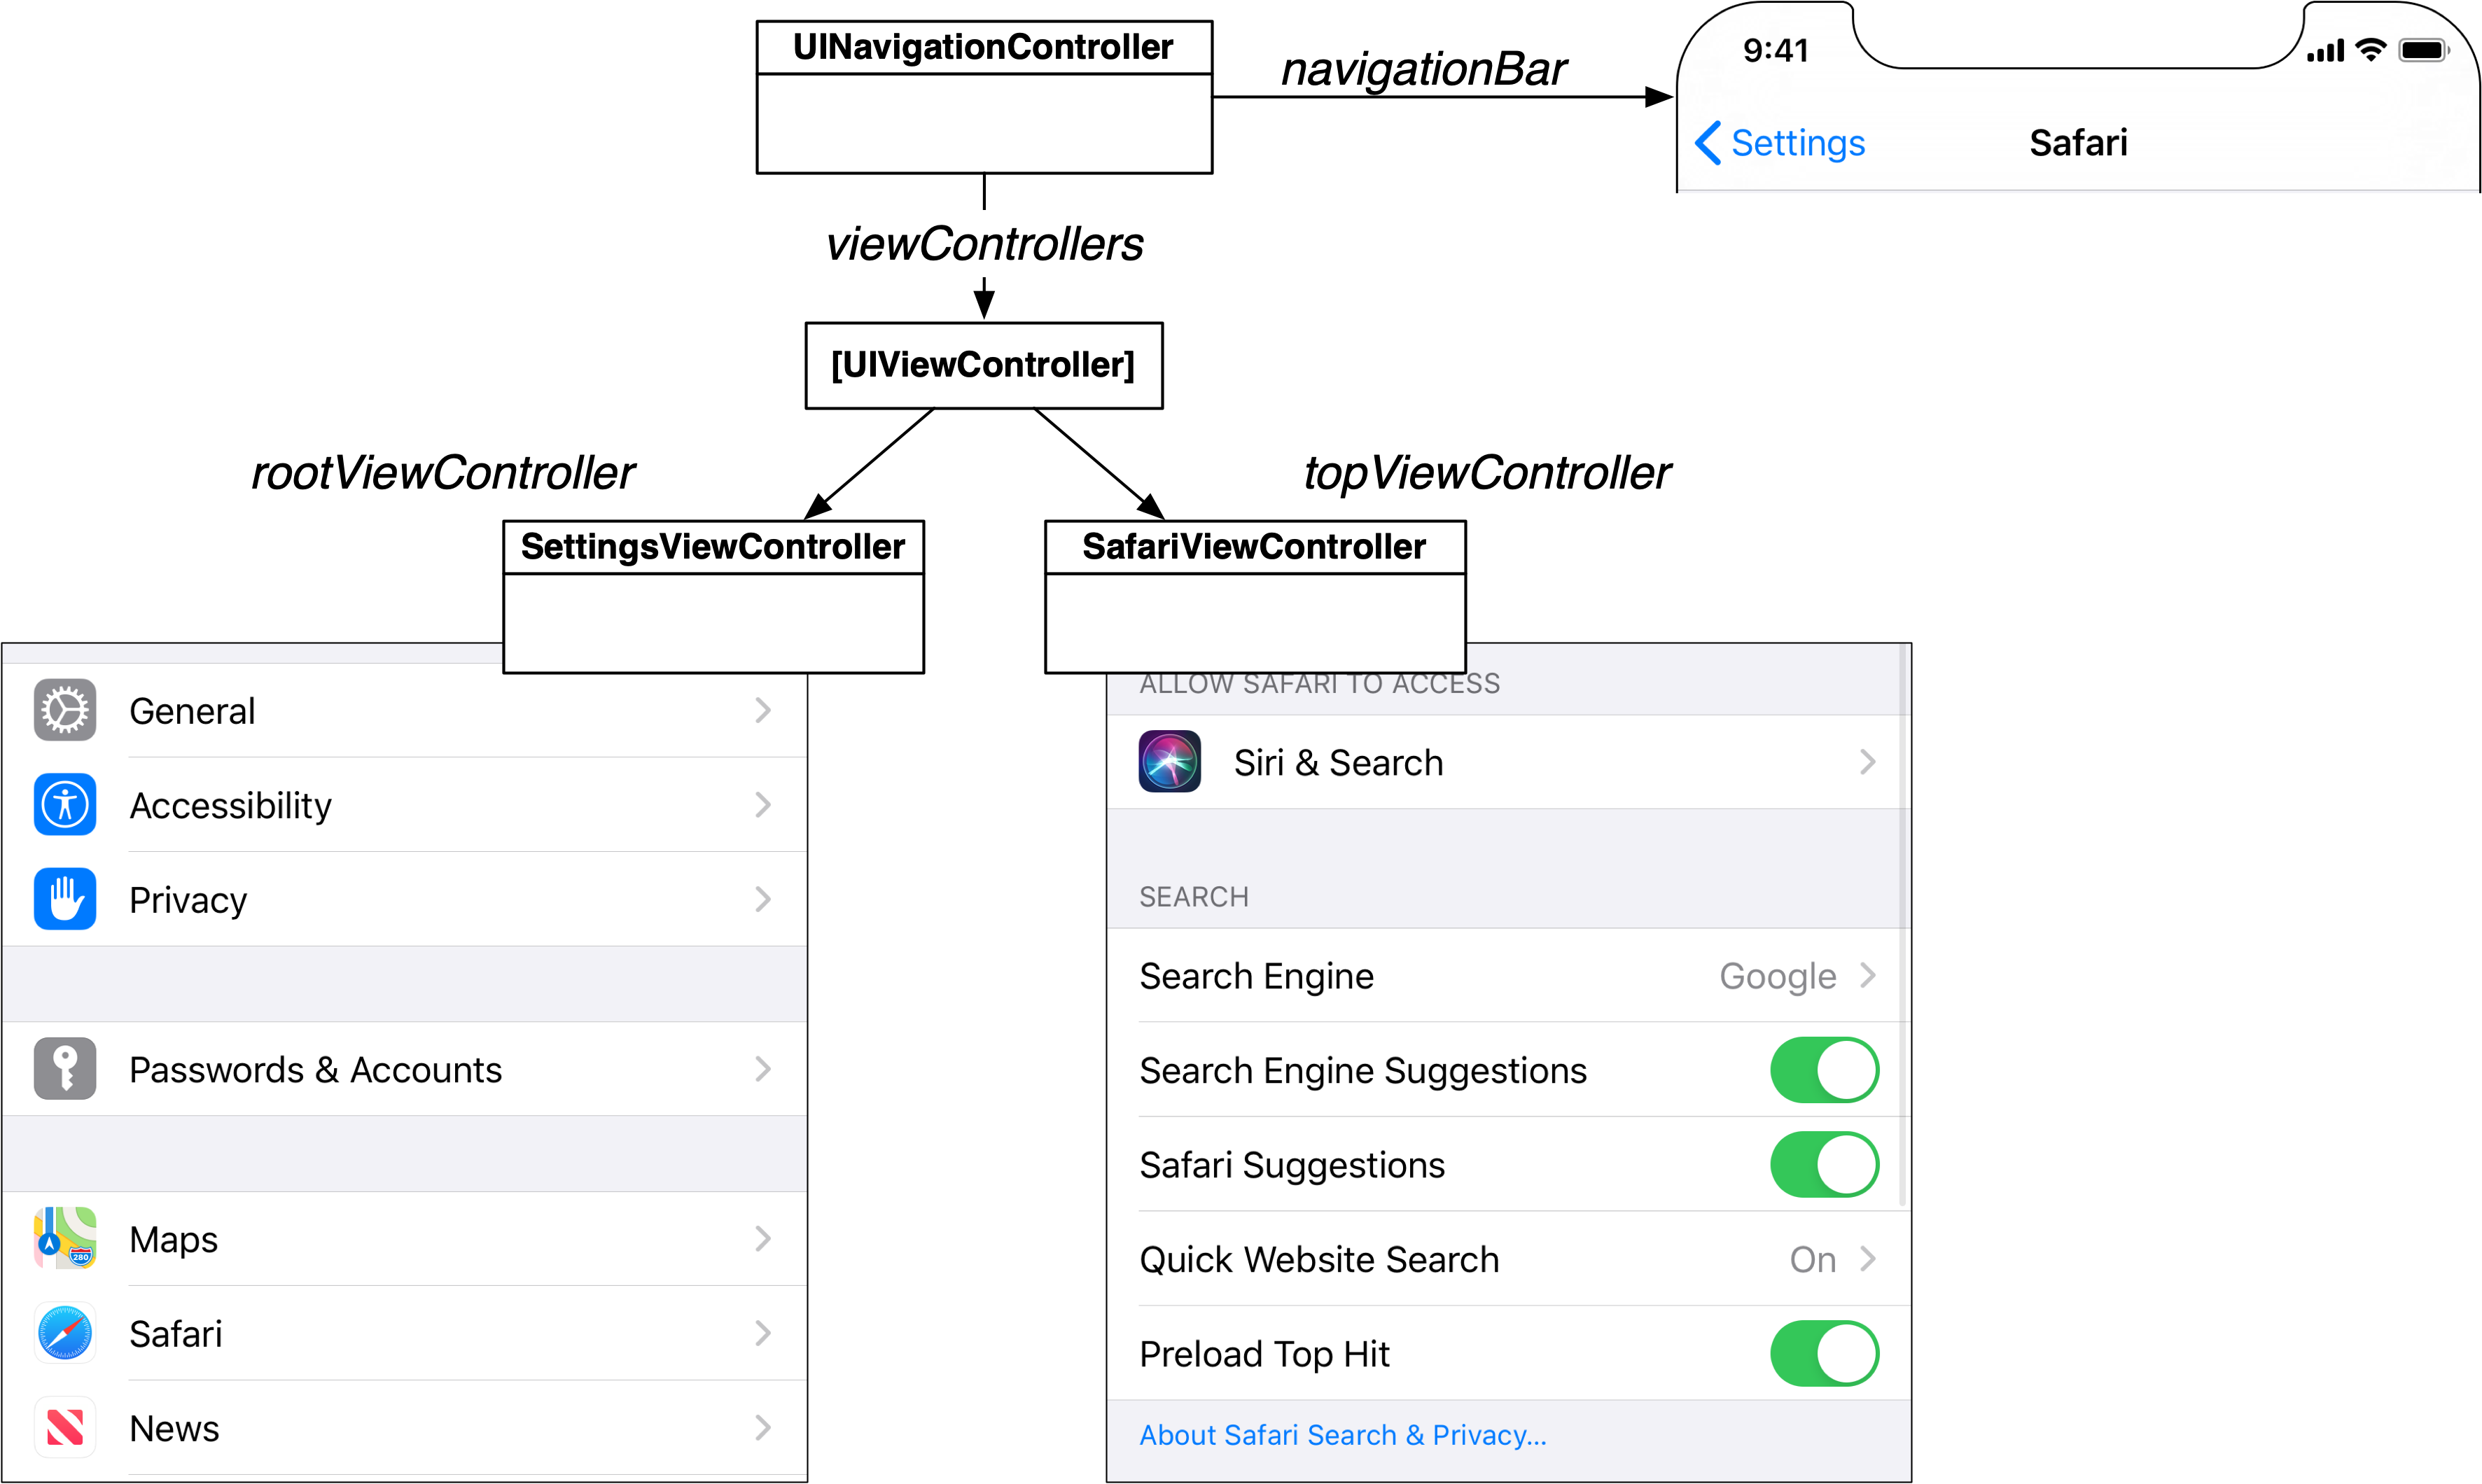 UINavigationController
navigationBar
9:41
Settings
Safari
viewControllers
[UIViewController]
rootViewController
topViewController
SettingsViewController
SafariViewController
General
Accessibility
Privacy
Passwords & Accounts
Maps
280
Safari
News
ALLOW SAFARI TO ACCESS
Siri & Search
SEARCH
Search Engine
Google
Search Engine Suggestions
Safari Suggestions
Quick Website Search
On
Preload Top Hit
About Safari Search & Privacy...